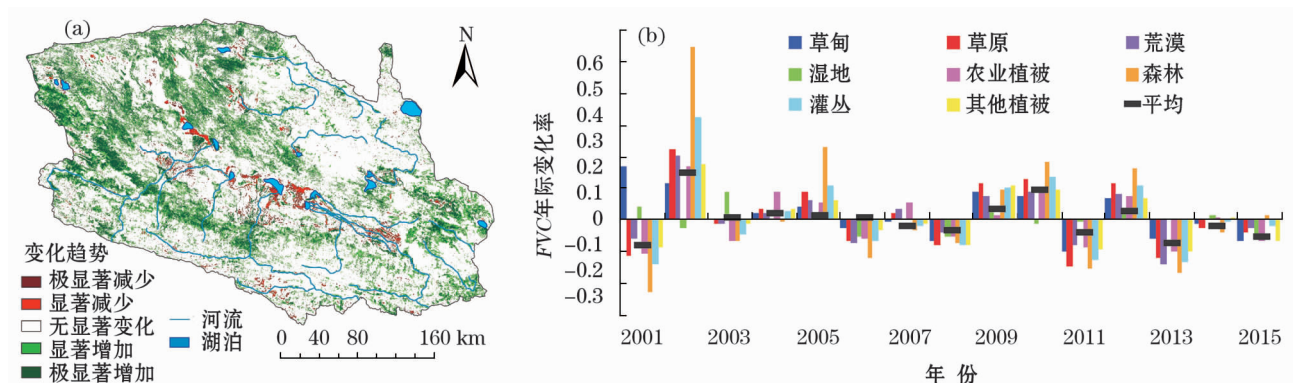 (a)
N
变化趋势
极显著减少
显著减少
无显著变化
显著增加
极显著增加
河流
湖泊
0 40 80 160 km
(b)
草甸 草原 荒漠
湿地 农业植被 森林
灌丛 其他植被 平均
FVC年际变化率
0.6
0.4
0.3
0.2
0.1
0
−0.1
−0.2
−0.3
2001 2003 2005 2007 2009 2011 2013 2015
年 份